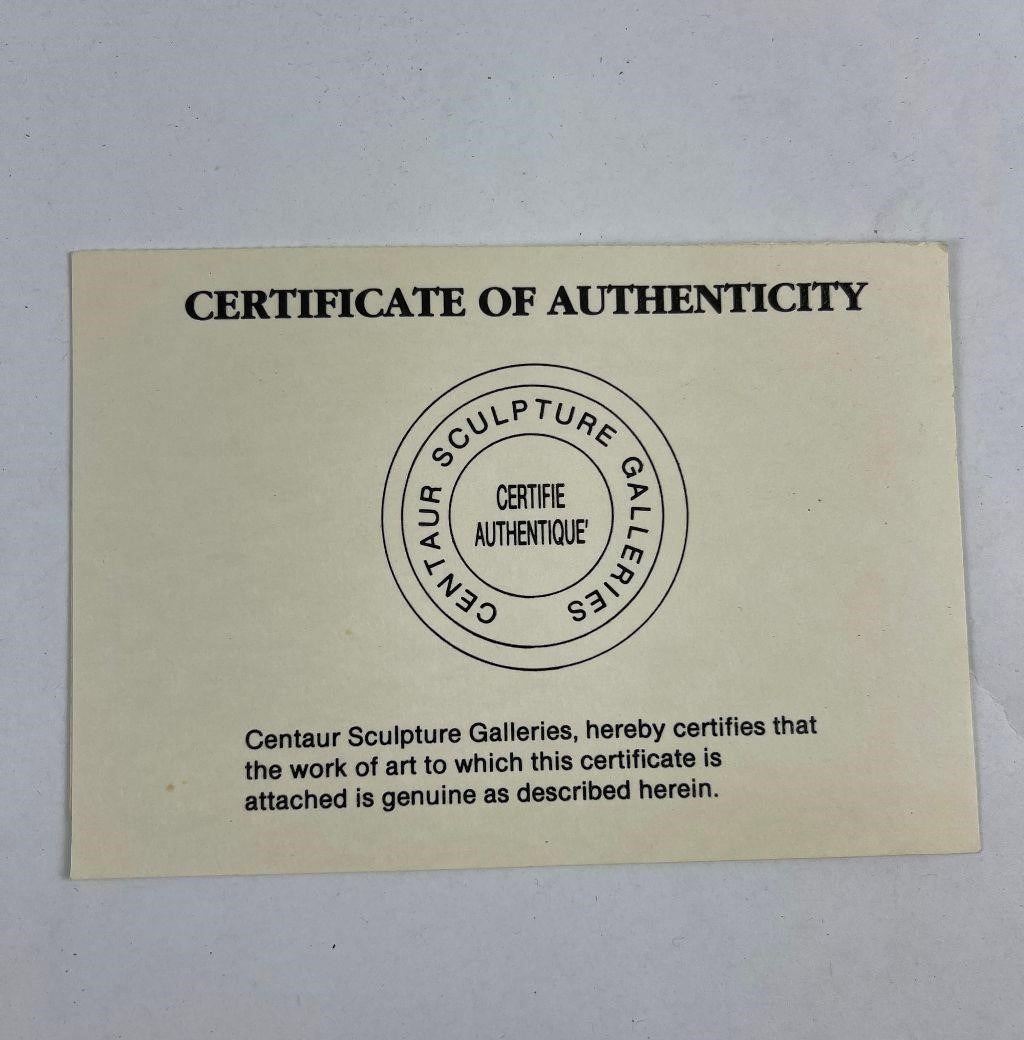 CERTIFICATE OF AUTHENTICITY
CENTAUR SCULPTURE GALLERIES
CERTIFIE
AUTHENTIQUE'
Centaur Sculpture Galleries, hereby certifies that
the work of art to which this certificate is
attached is genuine as described herein.